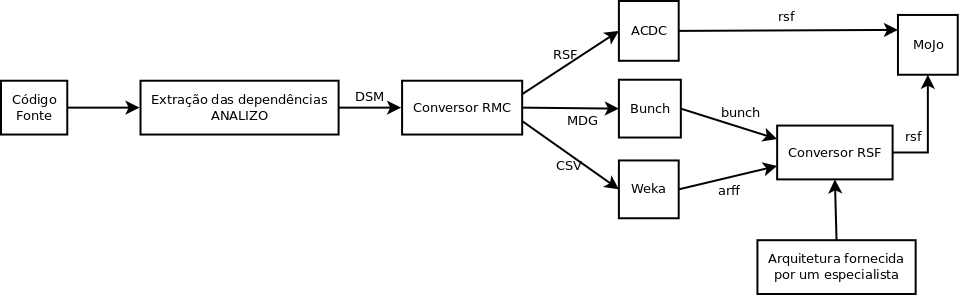 Código
Fonte
Extração das dependências
ANALIZO
DSM
Conversor RMC
RSF
MDG
CSV
ACDC
Bunch
Weka
rsf
bunch
arff
Conversor RSF
rsf
MoJo
Arquitetura fornecida
por um especialista